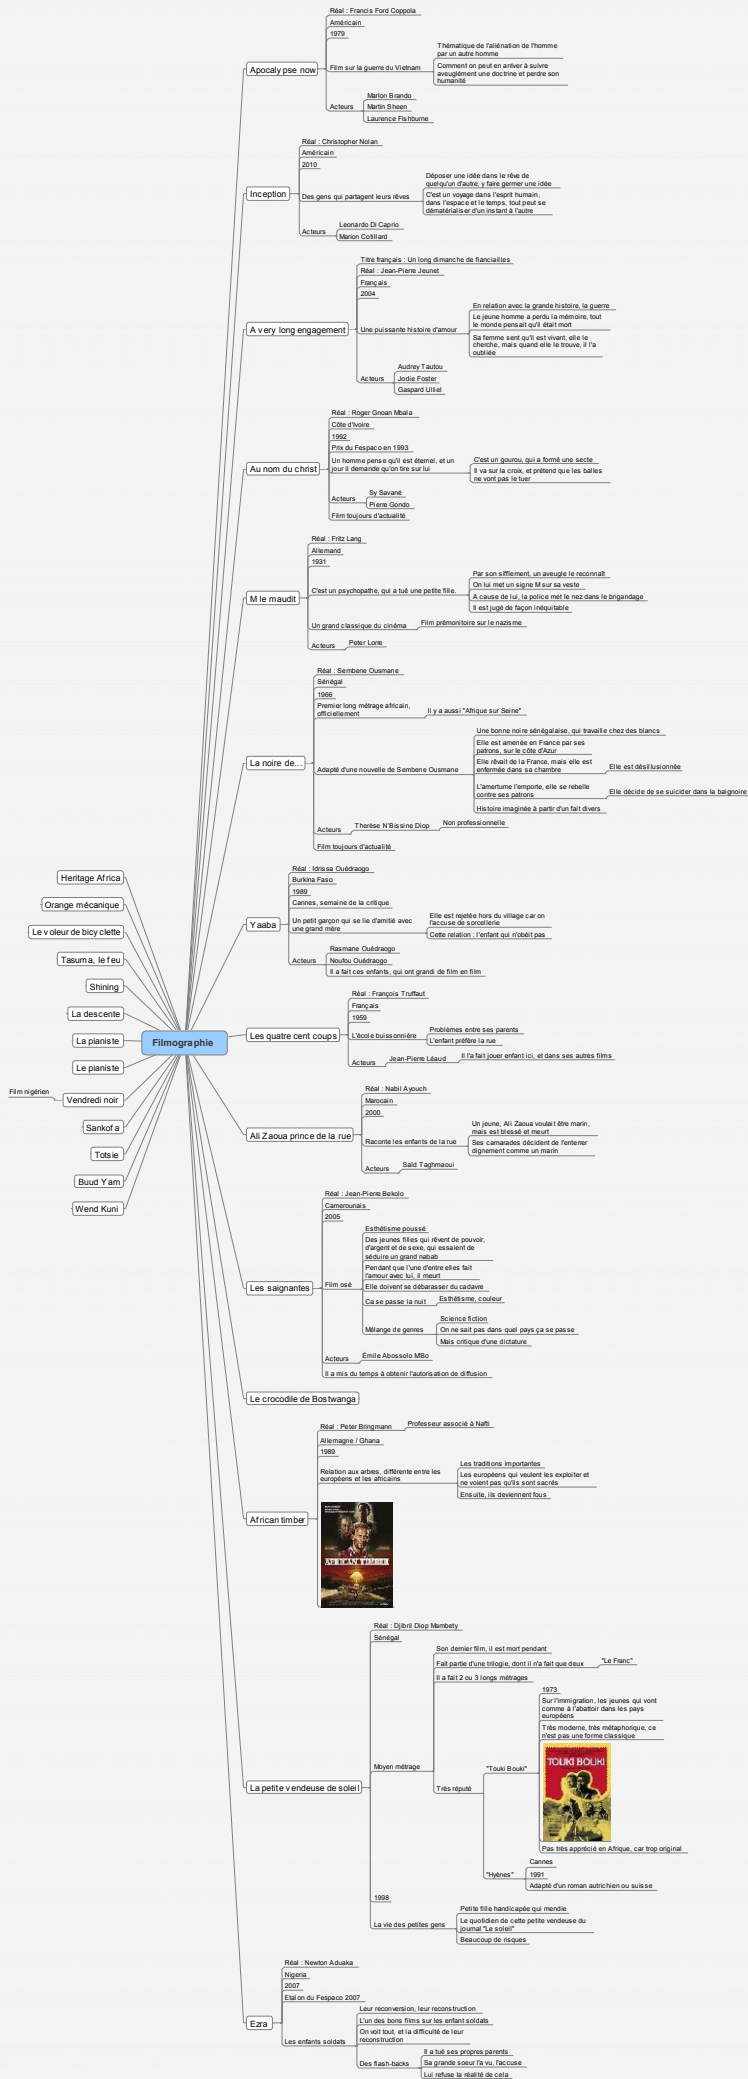 Filmographie
Apocalypse now
Réal : Francis Ford Coppola
Américain
1979
Film sur la guerre du Vietnam
Thématique de l'aliénation de l'homme
par un autre homme
Comment on peut en arriver à suivre
aveuglément une doctrine et perdre son
humanité
Acteurs
Marlon Brando
Martin Sheen
Laurence Fishburne
Inception
Réal : Christopher Nolan
Américain
2010
Des gens qui partagent leurs rêves
Déposer une idée dans le rêve de
quelqu'un d'autre, y faire germer une idée
C'est un voyage dans l'esprit humain,
dans l'espace et le temps, tout peut se
dématérialiser d'un instant à l'autre
Acteurs
Leonardo Di Caprio
Marion Cotillard
A very long engagement
Titre français : Un long dimanche de fianciailles
Réal : Jean-Pierre Jeunet
Français
2004
Une puissante histoire d'amour
En relation avec la grande histoire, la guerre
Le jeune homme a perdu la mémoire, tout
le monde pensait qu'il était mort
Sa femme sent qu'il est vivant, elle le
cherche, mais quand elle le trouve, il l'a
oubliée
Acteurs
Audrey Tautou
Jodie Foster
Gaspard Ulliel
Au nom du christ
Réal : Roger Gnoan Mbala
Côte d'Ivoire
1992
Prix du Fespaco en 1993
Un homme pense qu'il est éternel, et un
jour il demande qu'on tire sur lui
C'est un gourou, qui a formé une secte
Il va sur la croix, et prétend que les balles
ne vont pas le tuer
Acteurs
Sy Savané
Pierre Gondo
Film toujours d'actualité
M le maudit
Réal : Fritz Lang
Allemand
1931
C'est un psychopathe, qui a tué une petite fille.
Par son sifflement, un aveugle le reconnaît
On lui met un signe M sur sa veste
A cause de lui, la police met le nez dans le brigandage
Il est jugé de façon inéquitable
Un grand classique du cinéma
Film prémonitoire sur le nazisme
Acteurs
Peter Lorre
La noire de...
Réal : Sembene Ousmane
Sénégal
1966
Premier long métrage africain,
officiellement
Il y a aussi "Afrique sur Seine"
Adapté d'une nouvelle de Sembene Ousmane
Une bonne noire sénégalaise, qui travaille chez des blancs
Elle est amenée en France par ses
patrons, sur le côte d'Azur
Elle rêvait de la France, mais elle est
enfermée dans sa chambre
Elle est désillusionnée
L'amertume l'emporte, elle se rebelle
contre ses patrons
Elle décide de se suicider dans la baignoire
Histoire imaginée à partir d'un fait divers
Acteurs
Therèse N'Bissine Diop
Non professionnelle
Film toujours d'actualité
Yaaba
Réal : Idrissa Ouédraogo
Burkina Faso
1989
Cannes, semaine de la critique
Un petit garçon qui se lie d'amitié avec
une grand mère
Elle est rejetée hors du village car on
l'accuse de sorcellerie
Cette relation : l'enfant qui n'obéit pas
Acteurs
Rasmane Ouédraogo
Noufou Ouédraogo
Il a fait ces enfants, qui ont grandi de film en film
Les quatre cent coups
Réal : François Truffaut
Français
1959
L'école buissonnière
Problèmes entre ses parents
L'enfant préfère la rue
Acteurs
Jean-Pierre Léaud
Il l'a fait jouer enfant ici, et dans ses autres films
Ali Zaoua prince de la rue
Réal : Nabil Ayouch
Marocain
2000
Raconte les enfants de la rue
Un jeune, Ali Zaoua voulait être marin,
mais est blessé et meurt
Ses camarades décident de l'enterrer
dignement comme un marin
Acteurs
Saïd Taghmaoui
Les saignantes
Réal : Jean-Pierre Bekolo
Camerounais
2005
Film osé
Esthétisme poussé
Des jeunes filles qui rêvent de pouvoir,
d'argent et de sexe, qui essaient de
séduire un grand nabab
Pendant que l'une d'entre elles fait
l'amour avec lui, il meurt
Elle doivent se débarasser du cadavre
Ca se passe la nuit
Esthétisme, couleur
Mélange de genres
Science fiction
On ne sait pas dans quel pays ça se passe
Mais critique d'une dictature
Acteurs
Émile Abossolo M'Bo
Il a mis du temps à obtenir l'autorisation de diffusion
Le crocodile de Bostwanga
African timber
Réal : Peter Bringmann
Professeur associé à Nafti
Allemagne / Ghana
1989
Relation aux arbres, différente entre les
européens et les africains
Les traditions importantes
Les européens qui veulent les exploiter et
ne voient pas qu'ils sont sacrés
Ensuite, ils deviennent fous
AFRICAN TIMBER
La petite vendeuse de soleil
Réal : Djibril Diop Mambety
Sénégal
Moyen métrage
Son dernier film, il est mort pendant
Fait partie d'une trilogie, dont il n'a fait que deux
"Le Franc"
Il a fait 2 ou 3 longs métrages
Très réputé
"Touki Bouki"
1973
Sur l'immigration, les jeunes qui vont
comme à l'abattoir dans les pays
européens
Très moderne, très métaphorique, ce
n'est pas une forme classique
TOUKI BOUKI
Pas très apprécié en Afrique, car trop original
"Hyènes"
Cannes
1991
Adapté d'un roman autrichien ou suisse
1998
La vie des petites gens
Petite fille handicapée qui mendie
Le quotidien de cette petite vendeuse du
journal "Le soleil"
Beaucoup de risques
Ezra
Réal : Newton Aduaka
Nigeria
2007
Etalon du Fespaco 2007
Les enfants soldats
Leur reconversion, leur reconstruction
L'un des bons films sur les enfant soldats
On voit tout, et la difficulté de leur
reconstruction
Des flash-backs
Il a tué ses propres parents
Sa grande soeur l'a vu, l'accuse
Lui refuse la réalité de cela
Heritage Africa
Orange mécanique
Le voleur de bicyclette
Tasuma, le feu
Shining
La descente
La pianiste
Le pianiste
Vendredi noir
Film nigérien
Sankofa
Totsie
Buud Yam
Wend Kuni